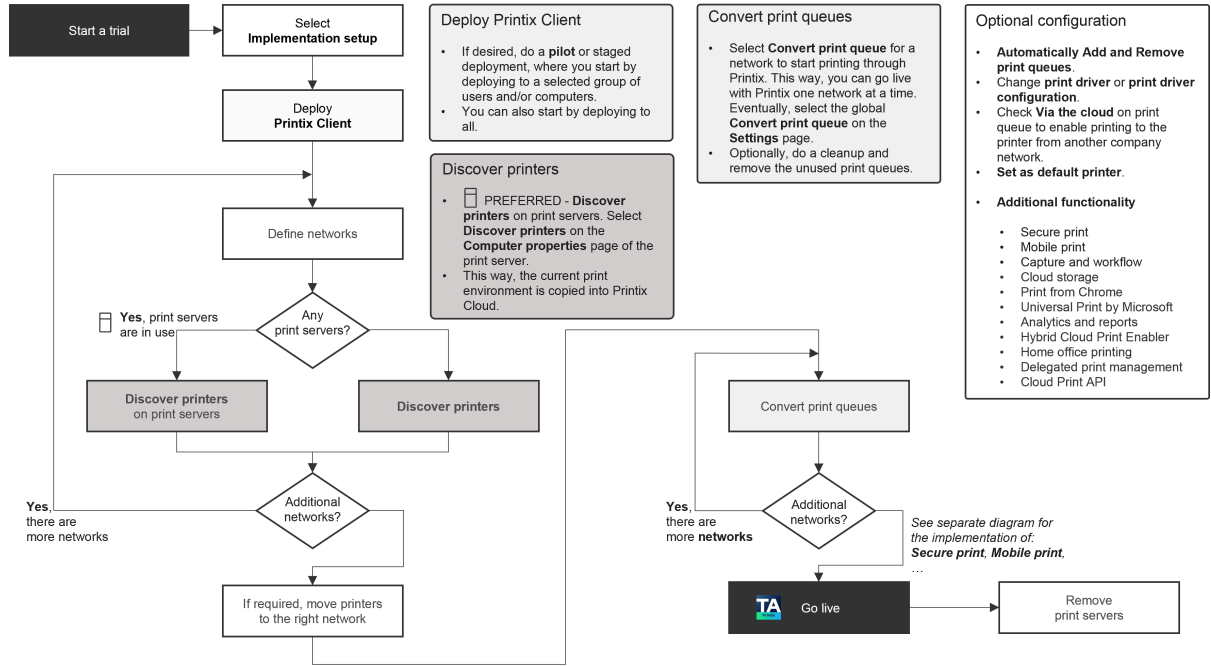 Start a trial
Select
Implementation setup
Deploy
Printix Client
Define networks
Any
print servers?
Yes, print servers
are in use
Discover printers
on print servers
Discover printers
Additional
networks?
Yes,
there are
more networks
If required, move printers
to the right network
Deploy Printix Client
• If desired, do a pilot or staged
deployment, where you start by
deploying to a selected group of
users and/or computers.
• You can also start by deploying to
all.
Discover printers
• PREFERRED - Discover
printers on print servers. Select
Discover printers on the
Computer properties page of the
print server.
• This way, the current print
environment is copied into Printix
Cloud.
Convert print queues
• Select Convert print queue for a
network to start printing through
Printix. This way, you can go live
with Printix one network at a time.
Eventually, select the global
Convert print queue on the
Settings page.
• Optionally, do a cleanup and
remove the unused print queues.
Convert print queues
Additional
networks?
Yes,
there are
more networks
See separate diagram for
the implementation of:
Secure print, Mobile print,
…
TA
Go live
Remove
print servers
Optional configuration
• Automatically Add and Remove
print queues.
• Change print driver or print driver
configuration.
• Check Via the cloud on print
queue to enable printing to the
printer from another company
network.
• Set as default printer.
• Additional functionality
• Secure print
• Mobile print
• Capture and workflow
• Cloud storage
• Print from Chrome
• Universal Print by Microsoft
• Analytics and reports
• Hybrid Cloud Print Enabler
• Home office printing
• Delegated print management
• Cloud Print API